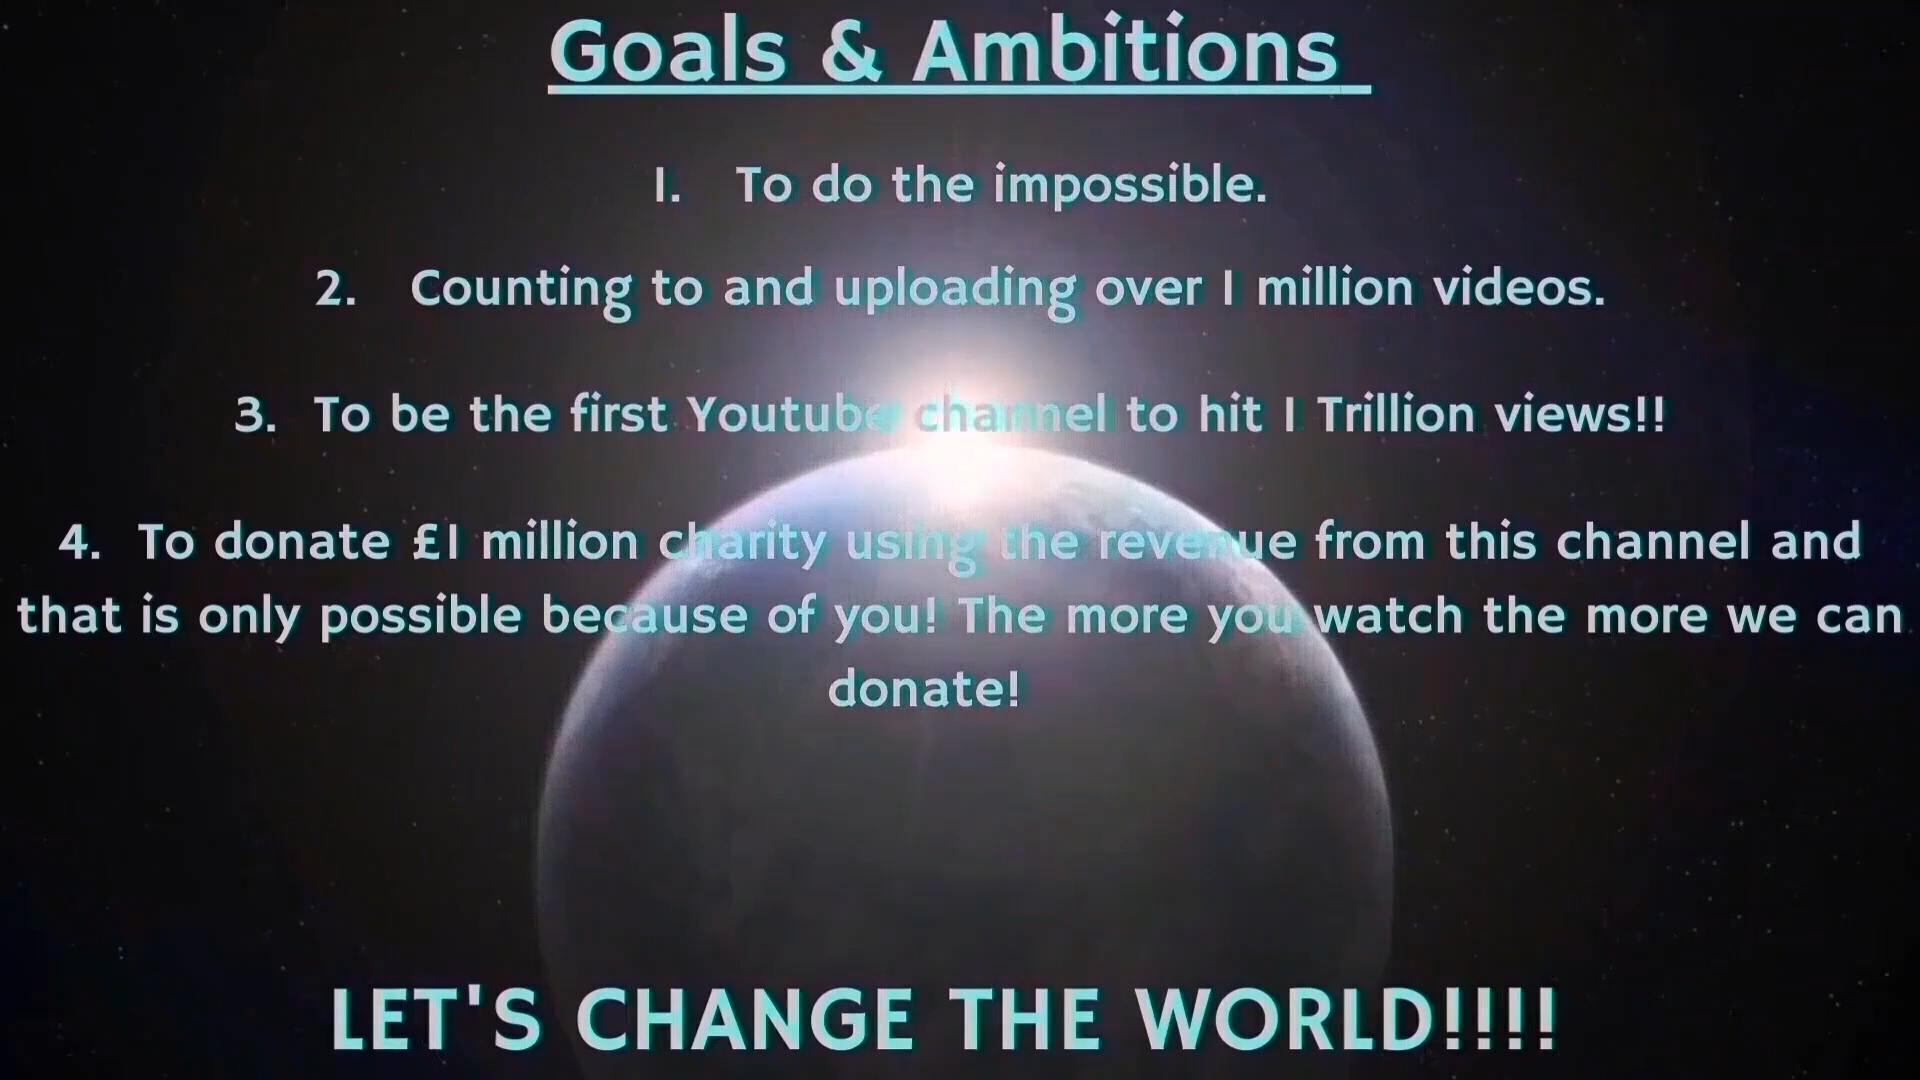 Goals & Ambitions
1. To do the impossible.
2. Counting to and uploading over 1 million videos.
3. To be the first Youtube channel to hit 1 Trillion views!!
4. To donate £1 million charity using the revenue from this channel and
that is only possible because of you! The more you watch the more we can
donate!
LET'S CHANGE THE WORLD!!!!